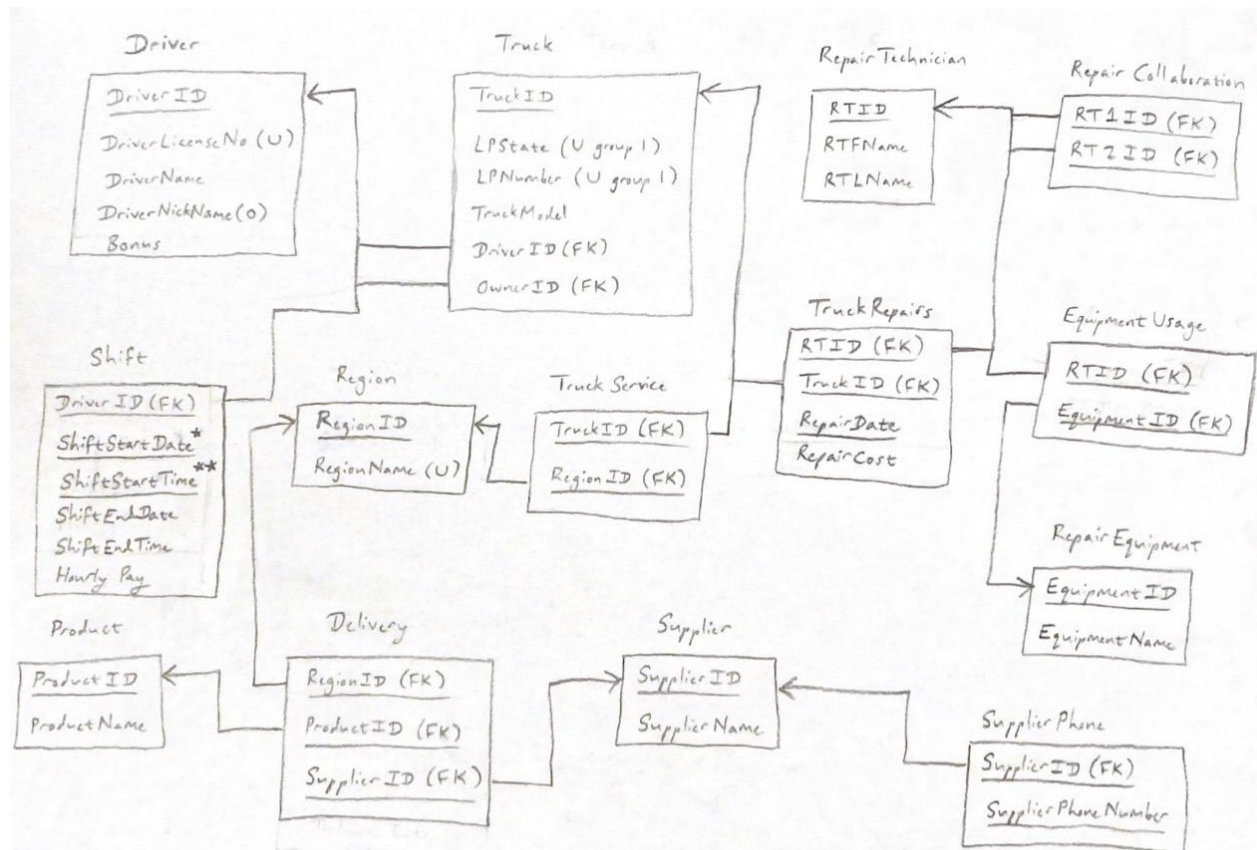 Driver
DriverID
DriverLicenseNo (U)
DriverName
DriverNickName (O)
Bonus
Truck
TruckID
LPState (U group 1)
LPNumber (U group 1)
TruckModel
DriverID (FK)
OwnerID (FK)
Repair Technician
RTID
RTFName
RTLName
Repair Collaboration
RT1ID (FK)
RT2ID (FK)
Shift
DriverID (FK)
ShiftStartDate*
ShiftStartTime**
ShiftEndDate
ShiftEndTime
Hourly Pay
Region
RegionID
RegionName (U)
Truck Service
TruckID (FK)
RegionID (FK)
TruckRepairs
RTID (FK)
TruckID (FK)
RepairDate
RepairCost
Equipment Usage
RTID (FK)
EquipmentID (FK)
Repair Equipment
EquipmentID
EquipmentName
Product
ProductID
ProductName
Delivery
RegionID (FK)
ProductID (FK)
SupplierID (FK)
Supplier
SupplierID
SupplierName
Supplier Phone
SupplierID (FK)
SupplierPhoneNumber